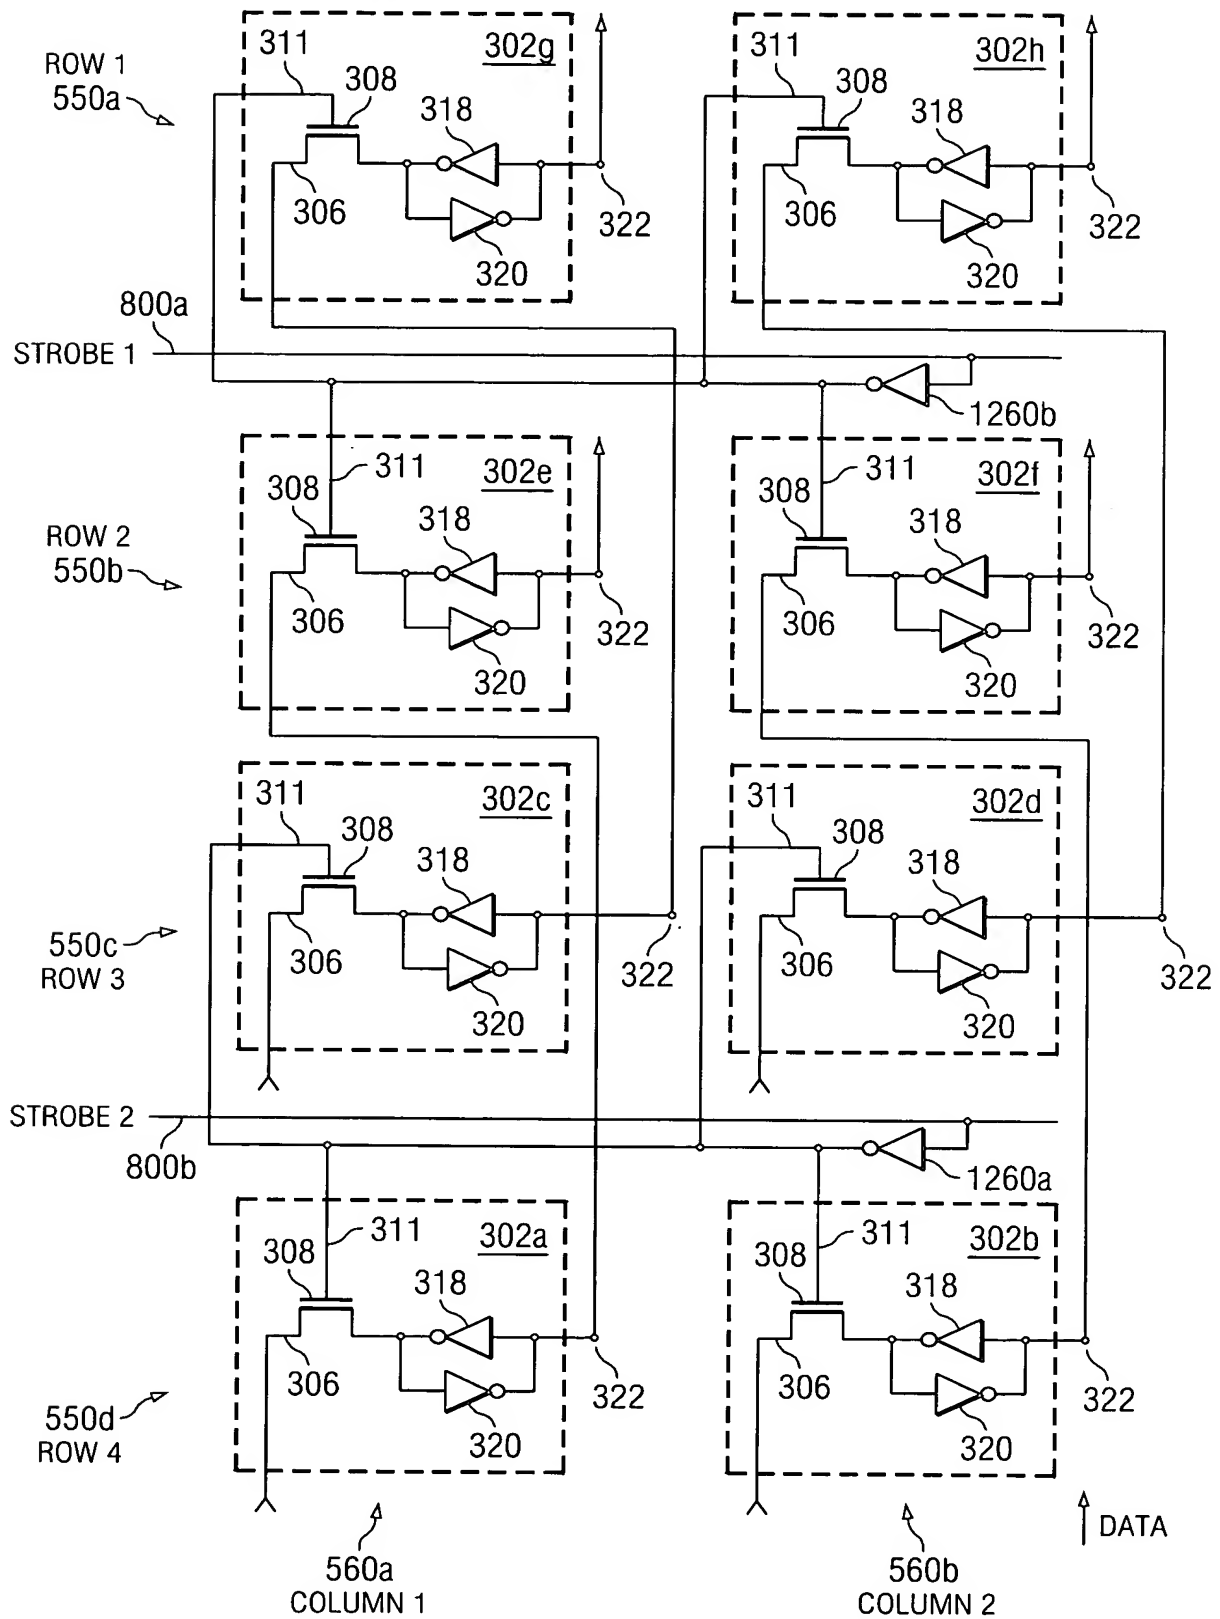 ROW 1
550a
311
308
302g
318
306
320
322
311
308
302h
318
306
320
322
800a
STROBE 1
1260b
ROW 2
550b
308
311
302e
318
306
320
322
308
311
302f
318
306
320
322
550c
ROW 3
311
308
302c
318
306
320
322
311
308
302d
318
306
320
322
STROBE 2
800b
1260a
550d
ROW 4
308
311
302a
318
306
320
322
308
311
302b
318
306
320
322
560a
COLUMN 1
560b
COLUMN 2
DATA